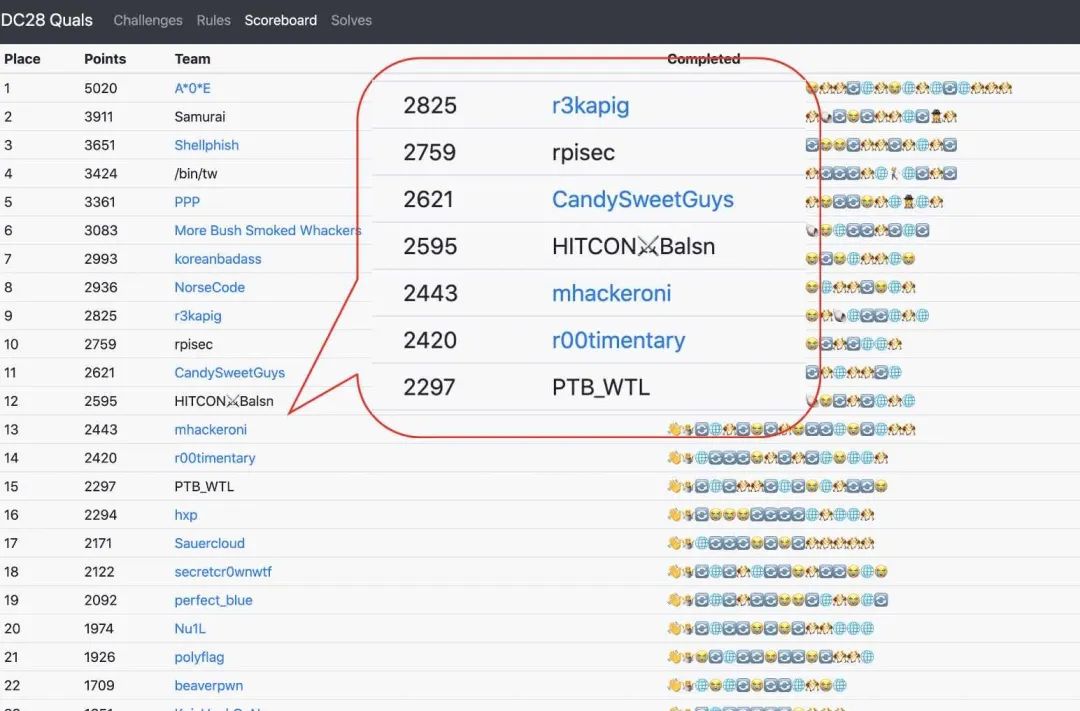 DC28 Quals Challenges Rules Scoreboard Solves
Place Points Team Completed
1 5020 A*0*E
2 3911 Samurai
3 3651 Shellphish
4 3424 /bin/tw
5 3361 PPP
6 3083 More Bush Smoked Whackers
7 2993 koreanbadass
8 2936 NorseCode
9 2825 r3kapig
10 2759 rpisec
11 2621 CandySweetGuys
12 2595 HITCON⚔Balsn
13 2443 mhackeroni
14 2420 r00timentary
15 2297 PTB_WTL
16 2294 hxp
17 2171 Sauercloud
18 2122 secretcr0wnwtf
19 2092 perfect_blue
20 1974 Nu1L
21 1926 polyflag
22 1709 beaverpwn
2825 r3kapig
2759 rpisec
2621 CandySweetGuys
2595 HITCON⚔Balsn
2443 mhackeroni
2420 r00timentary
2297 PTB_WTL